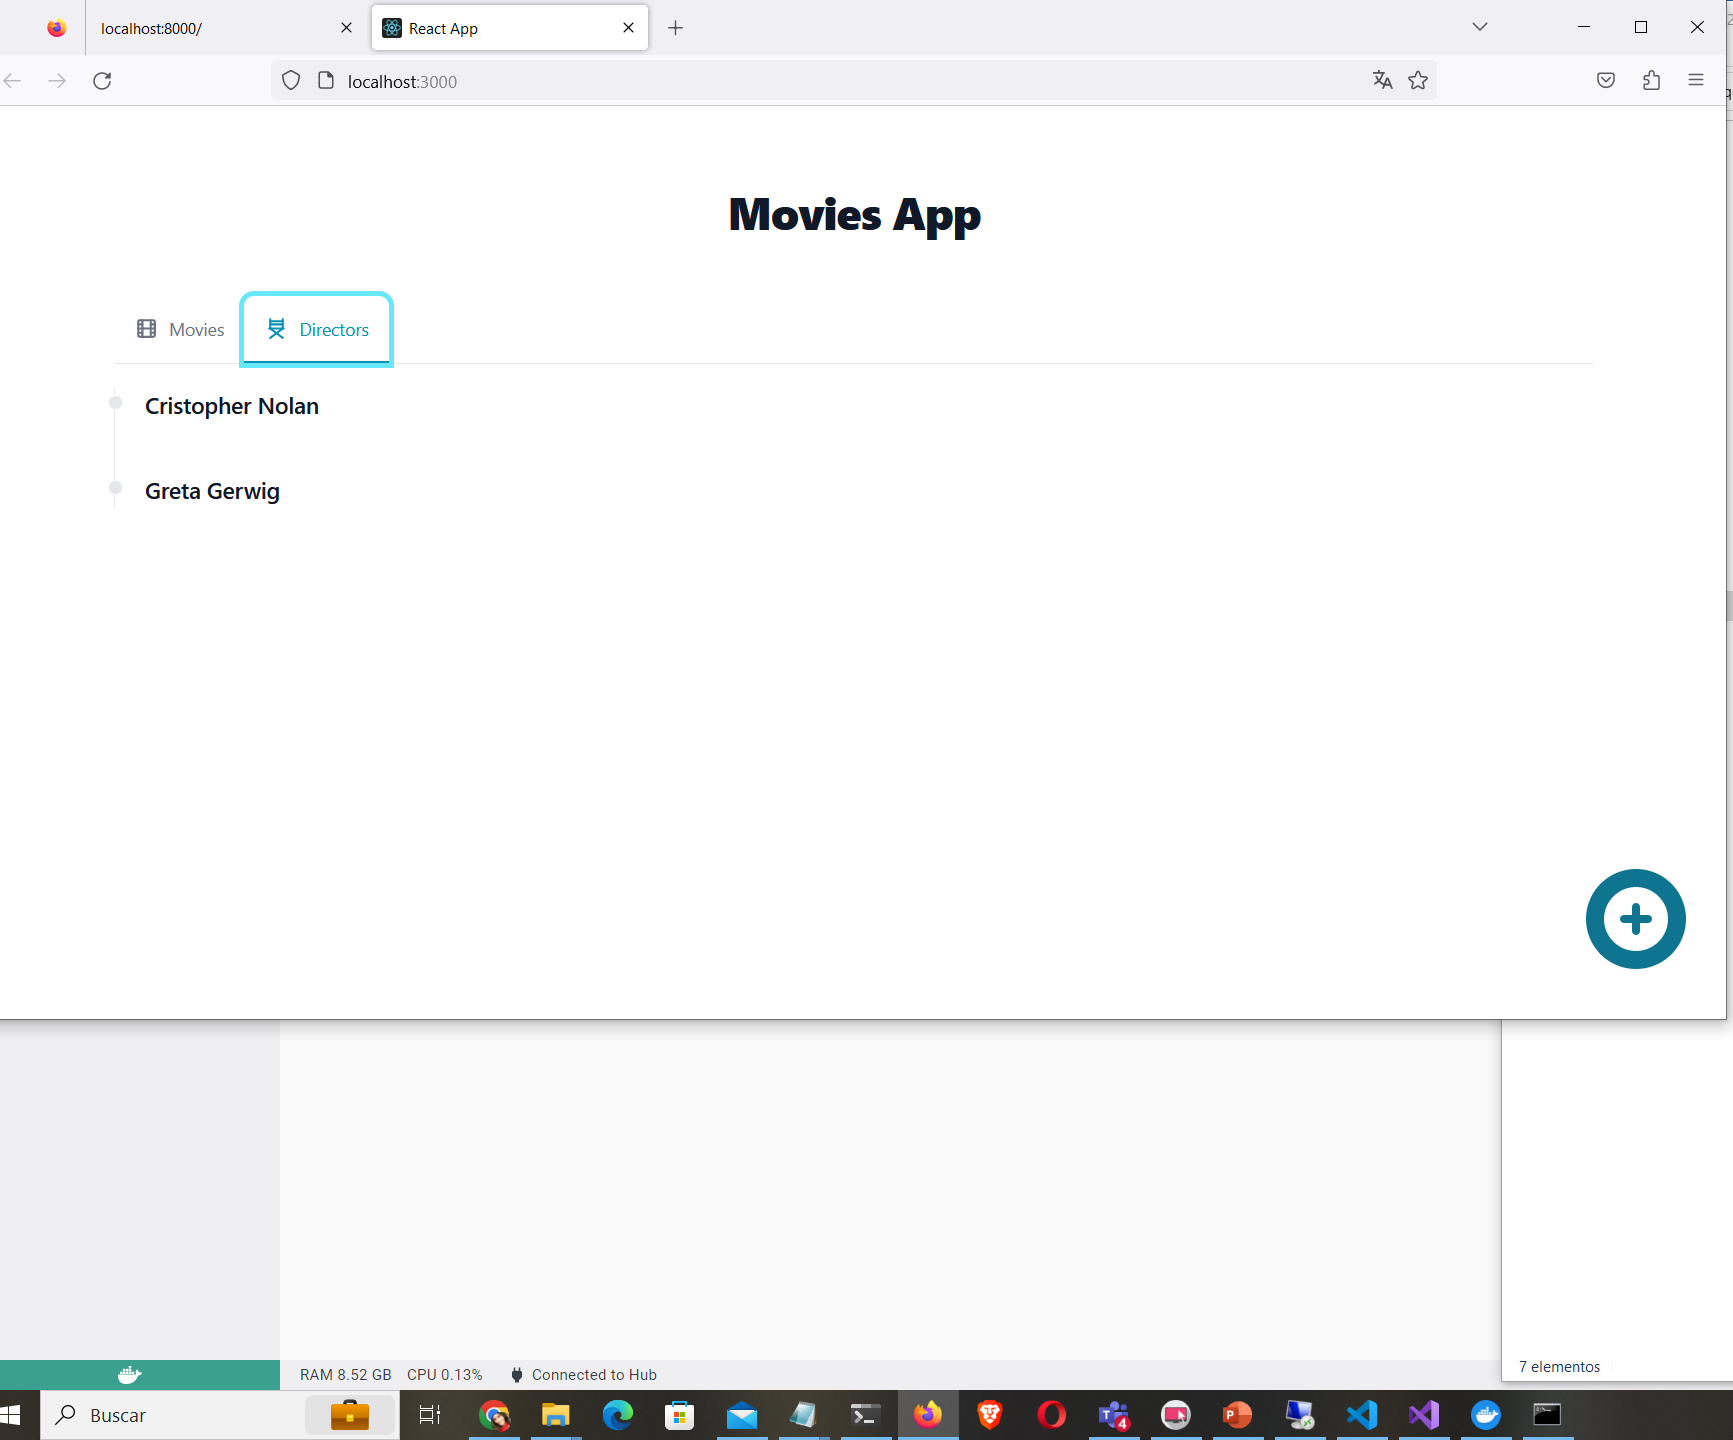 localhost:8000/
React App
localhost:3000
Movies App
Movies
Directors
Cristopher Nolan
Greta Gerwig
7 elementos
RAM 8.52 GB CPU 0.13% Connected to Hub
Buscar
4